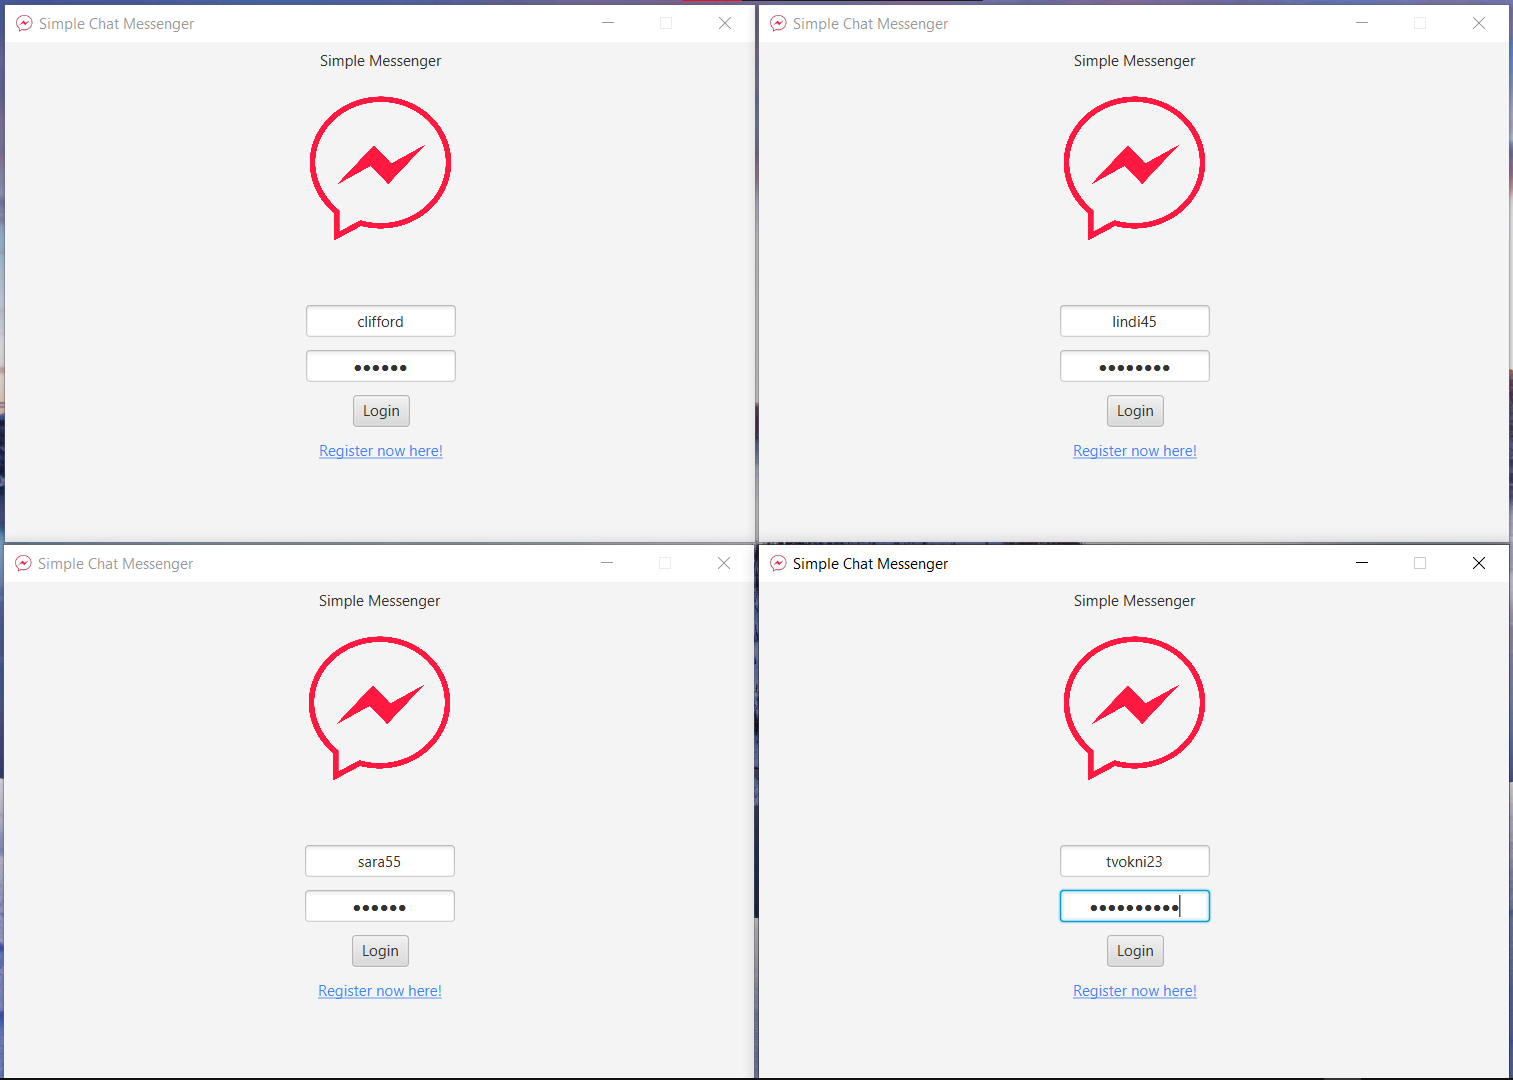 Simple Chat Messenger
Simple Messenger
clifford
●●●●●●
Login
Register now here!
Simple Chat Messenger
Simple Messenger
lindi45
●●●●●●●●
Login
Register now here!
Simple Chat Messenger
Simple Messenger
sara55
●●●●●●
Login
Register now here!
Simple Chat Messenger
Simple Messenger
tvokni23
●●●●●●●●●●
Login
Register now here!